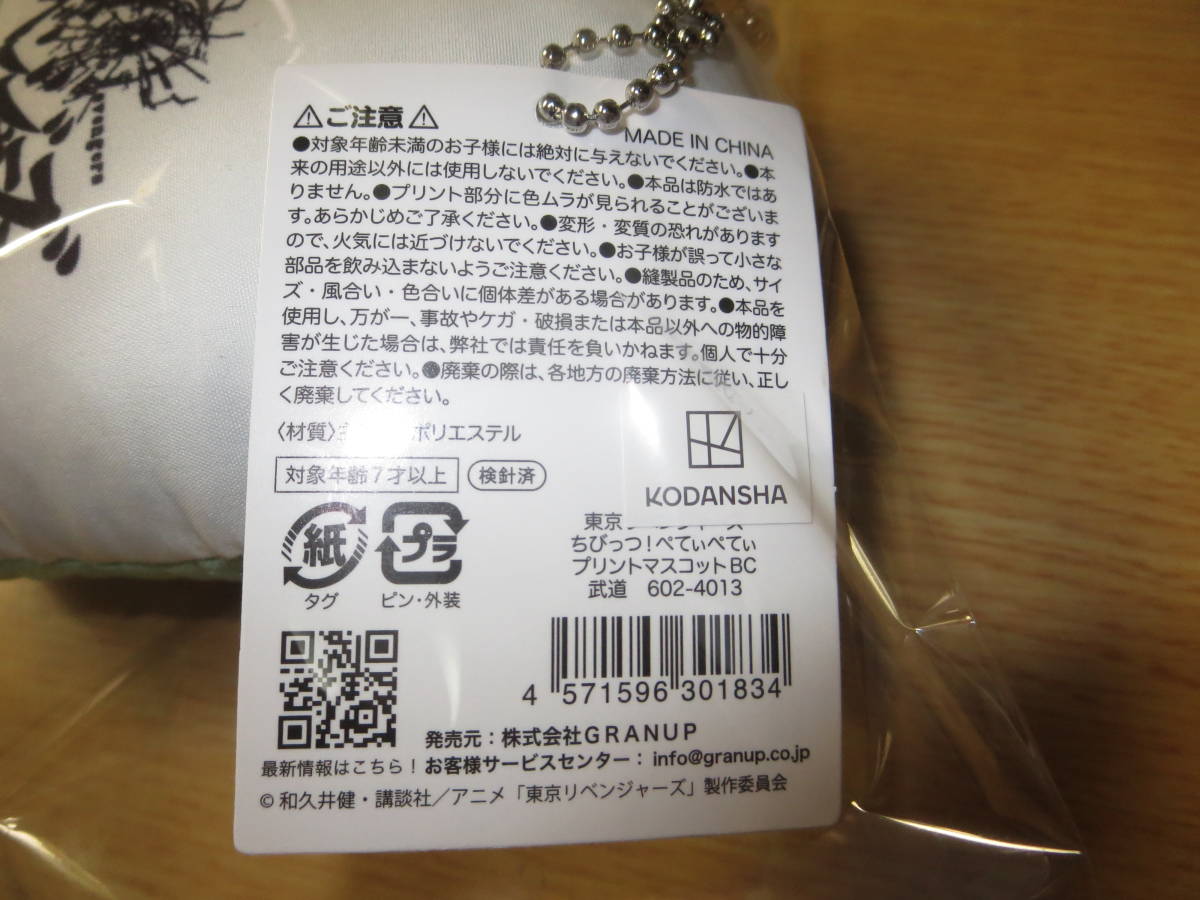 vengers
⚠ご注意⚠
MADE IN CHINA
●対象年齢未満のお子様には絶対に与えないでください。●本
来の用途以外には使用しないでください。●本品は防水ではあ
りません。●プリント部分に色ムラが見られることがございま
す。あらかじめご了承ください。●変形・変質の恐れがあります
ので、火気には近づけないでください。●お子様が誤って小さな
部品を飲み込まないようご注意ください。●縫製品のため、サイ
ズ・風合い・色合いに個体差がある場合があります。●本品を
使用し、万が一、事故やケガ・破損または本品以外への物的障
害が生じた場合は、弊社では責任を負いかねます。個人で十分
ご注意ください。●廃棄の際は、各地方の廃棄方法に従い、正し
く廃棄してください。
〈材質〉 ポリエステル
対象年齢7才以上 検針済
KODANSHA
紙 プラ
タグ ピン・外装
東京リベンジャーズ
ちびっつ!ぺてぃぺてぃ
プリントマスコットBC
武道 602-4013
4 571596 301834
発売元:株式会社GRANUP
最新情報はこちら! お客様サービスセンター: info@granup.co.jp
©和久井健・講談社/アニメ「東京リベンジャーズ」製作委員会